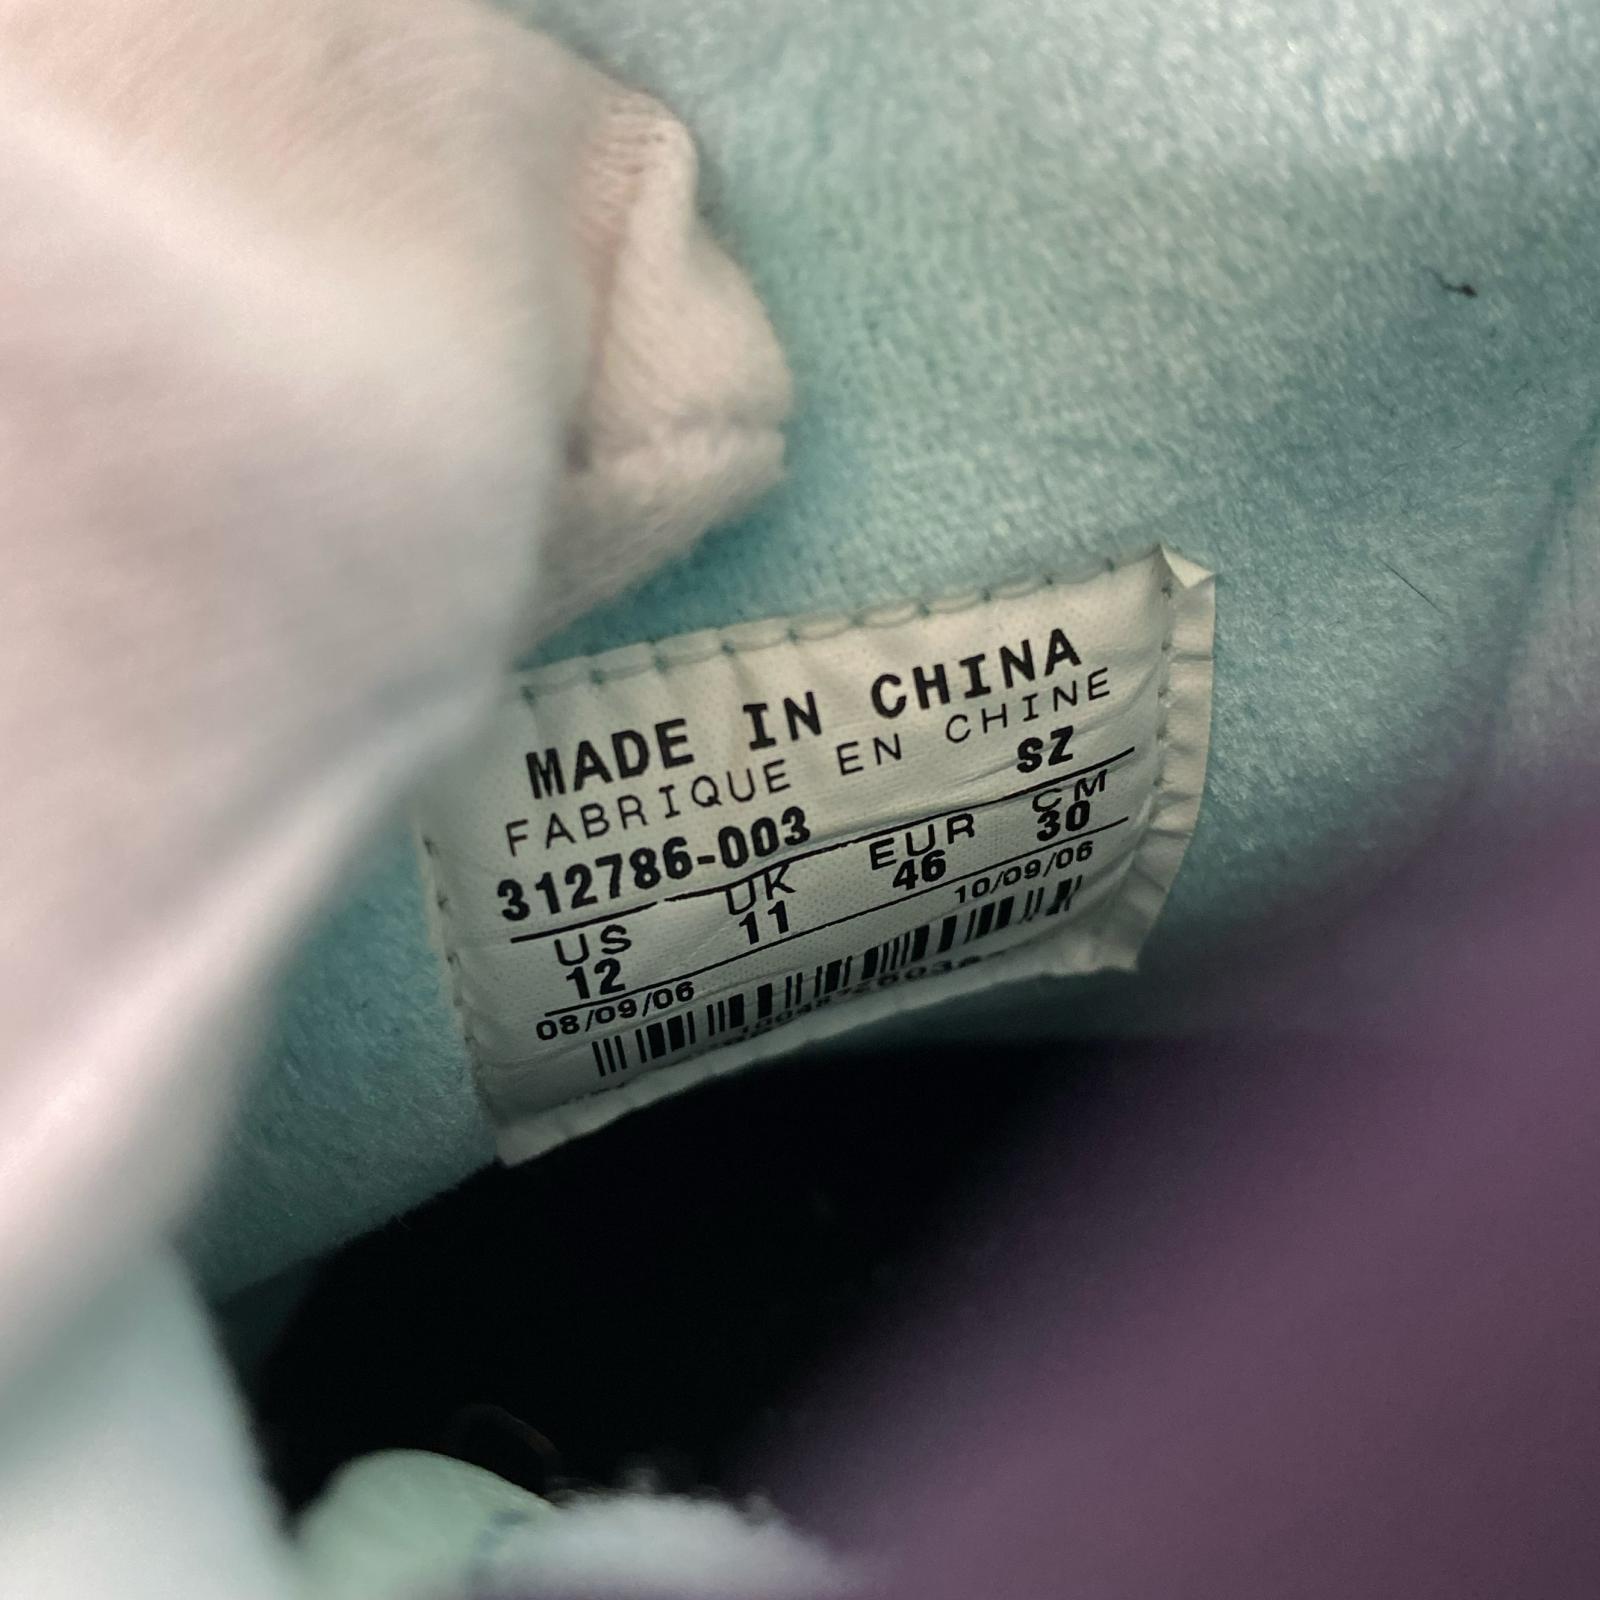 MADE IN CHINA
FABRIQUE EN CHINE
312786-003 SZ
US UK EUR CM
12 11 46 30
08/09/06 10/09/06